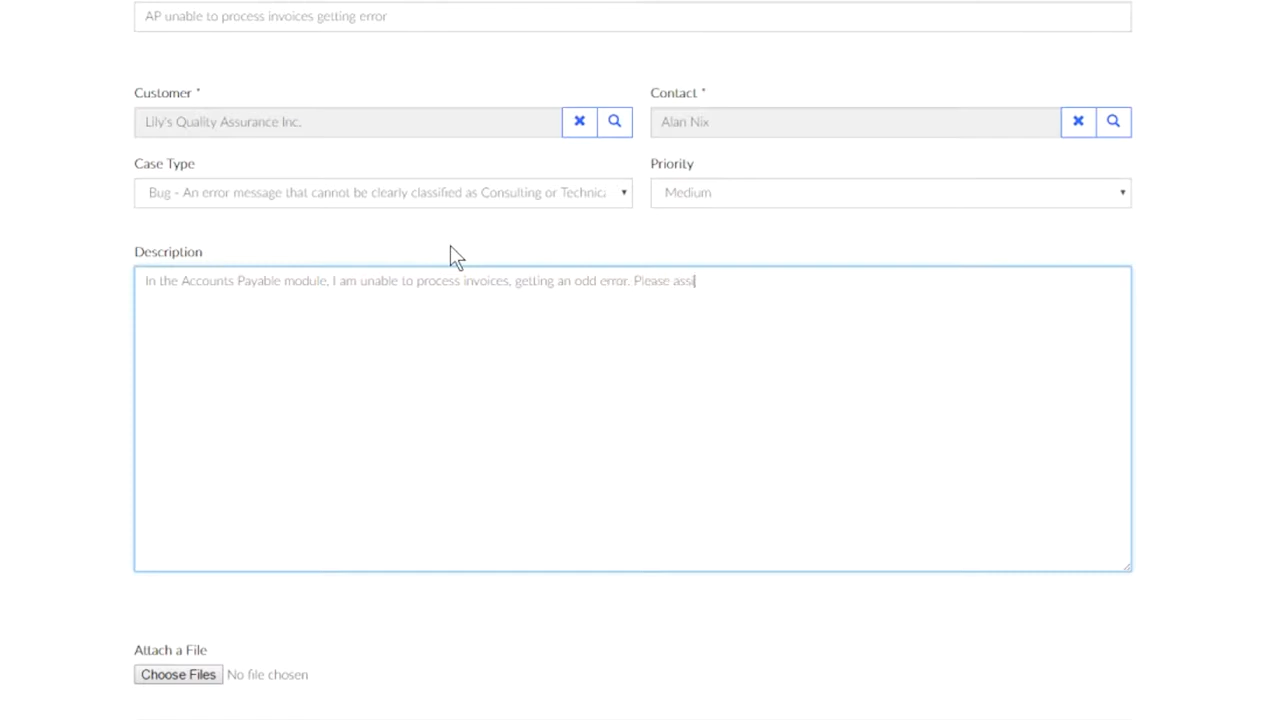 AP unable to process invoices getting error
Customer *
Contact *
Lily's Quality Assurance Inc.
Alan Nix
Case Type
Priority
Bug - An error message that cannot be clearly classified as Consulting or Technica
Medium
Description
In the Accounts Payable module, I am unable to process invoices, getting an odd error. Please assi
Attach a File
Choose Files No file chosen